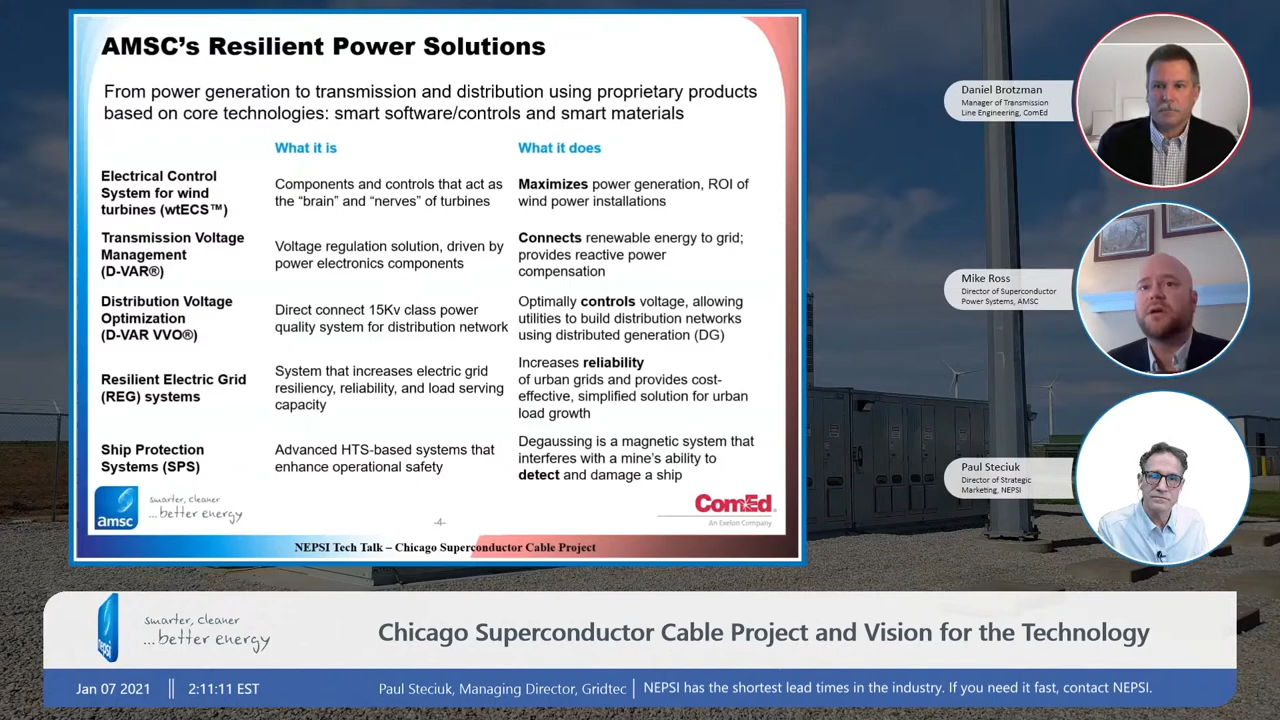 AMSC's Resilient Power Solutions
From power generation to transmission and distribution using proprietary products
based on core technologies: smart software/controls and smart materials
What it is
What it does
Electrical Control
System for wind
turbines (wtECS™)
Components and controls that act as
the “brain” and “nerves” of turbines
Maximizes power generation, ROI of
wind power installations
Transmission Voltage
Management
(D-VAR®)
Voltage regulation solution, driven by
power electronics components
Connects renewable energy to grid;
provides reactive power
compensation
Distribution Voltage
Optimization
(D-VAR VVO®)
Direct connect 15Kv class power
quality system for distribution network
Optimally controls voltage, allowing
utilities to build distribution networks
using distributed generation (DG)
Resilient Electric Grid
(REG) systems
System that increases electric grid
resiliency, reliability, and load serving
capacity
Increases reliability
of urban grids and provides cost-
effective, simplified solution for urban
load growth
Ship Protection
Systems (SPS)
Advanced HTS-based systems that
enhance operational safety
Degaussing is a magnetic system that
interferes with a mine's ability to
detect and damage a ship
amsc
smarter, cleaner
...better energy
-4-
ComEd
An Exelon Company
NEPSI Tech Talk – Chicago Superconductor Cable Project
Daniel Brotzman
Manager of Transmission
Line Engineering, ComEd
Mike Ross
Director of Superconductor
Power Systems, AMSC
Paul Steciuk
Director of Strategic
Marketing, NEPSI
nepsi
smarter, cleaner
...better energy
Chicago Superconductor Cable Project and Vision for the Technology
Jan 07 2021 || 2:11:11 EST
Paul Steciuk, Managing Director, Gridtec | NEPSI has the shortest lead times in the industry. If you need it fast, contact NEPSI.